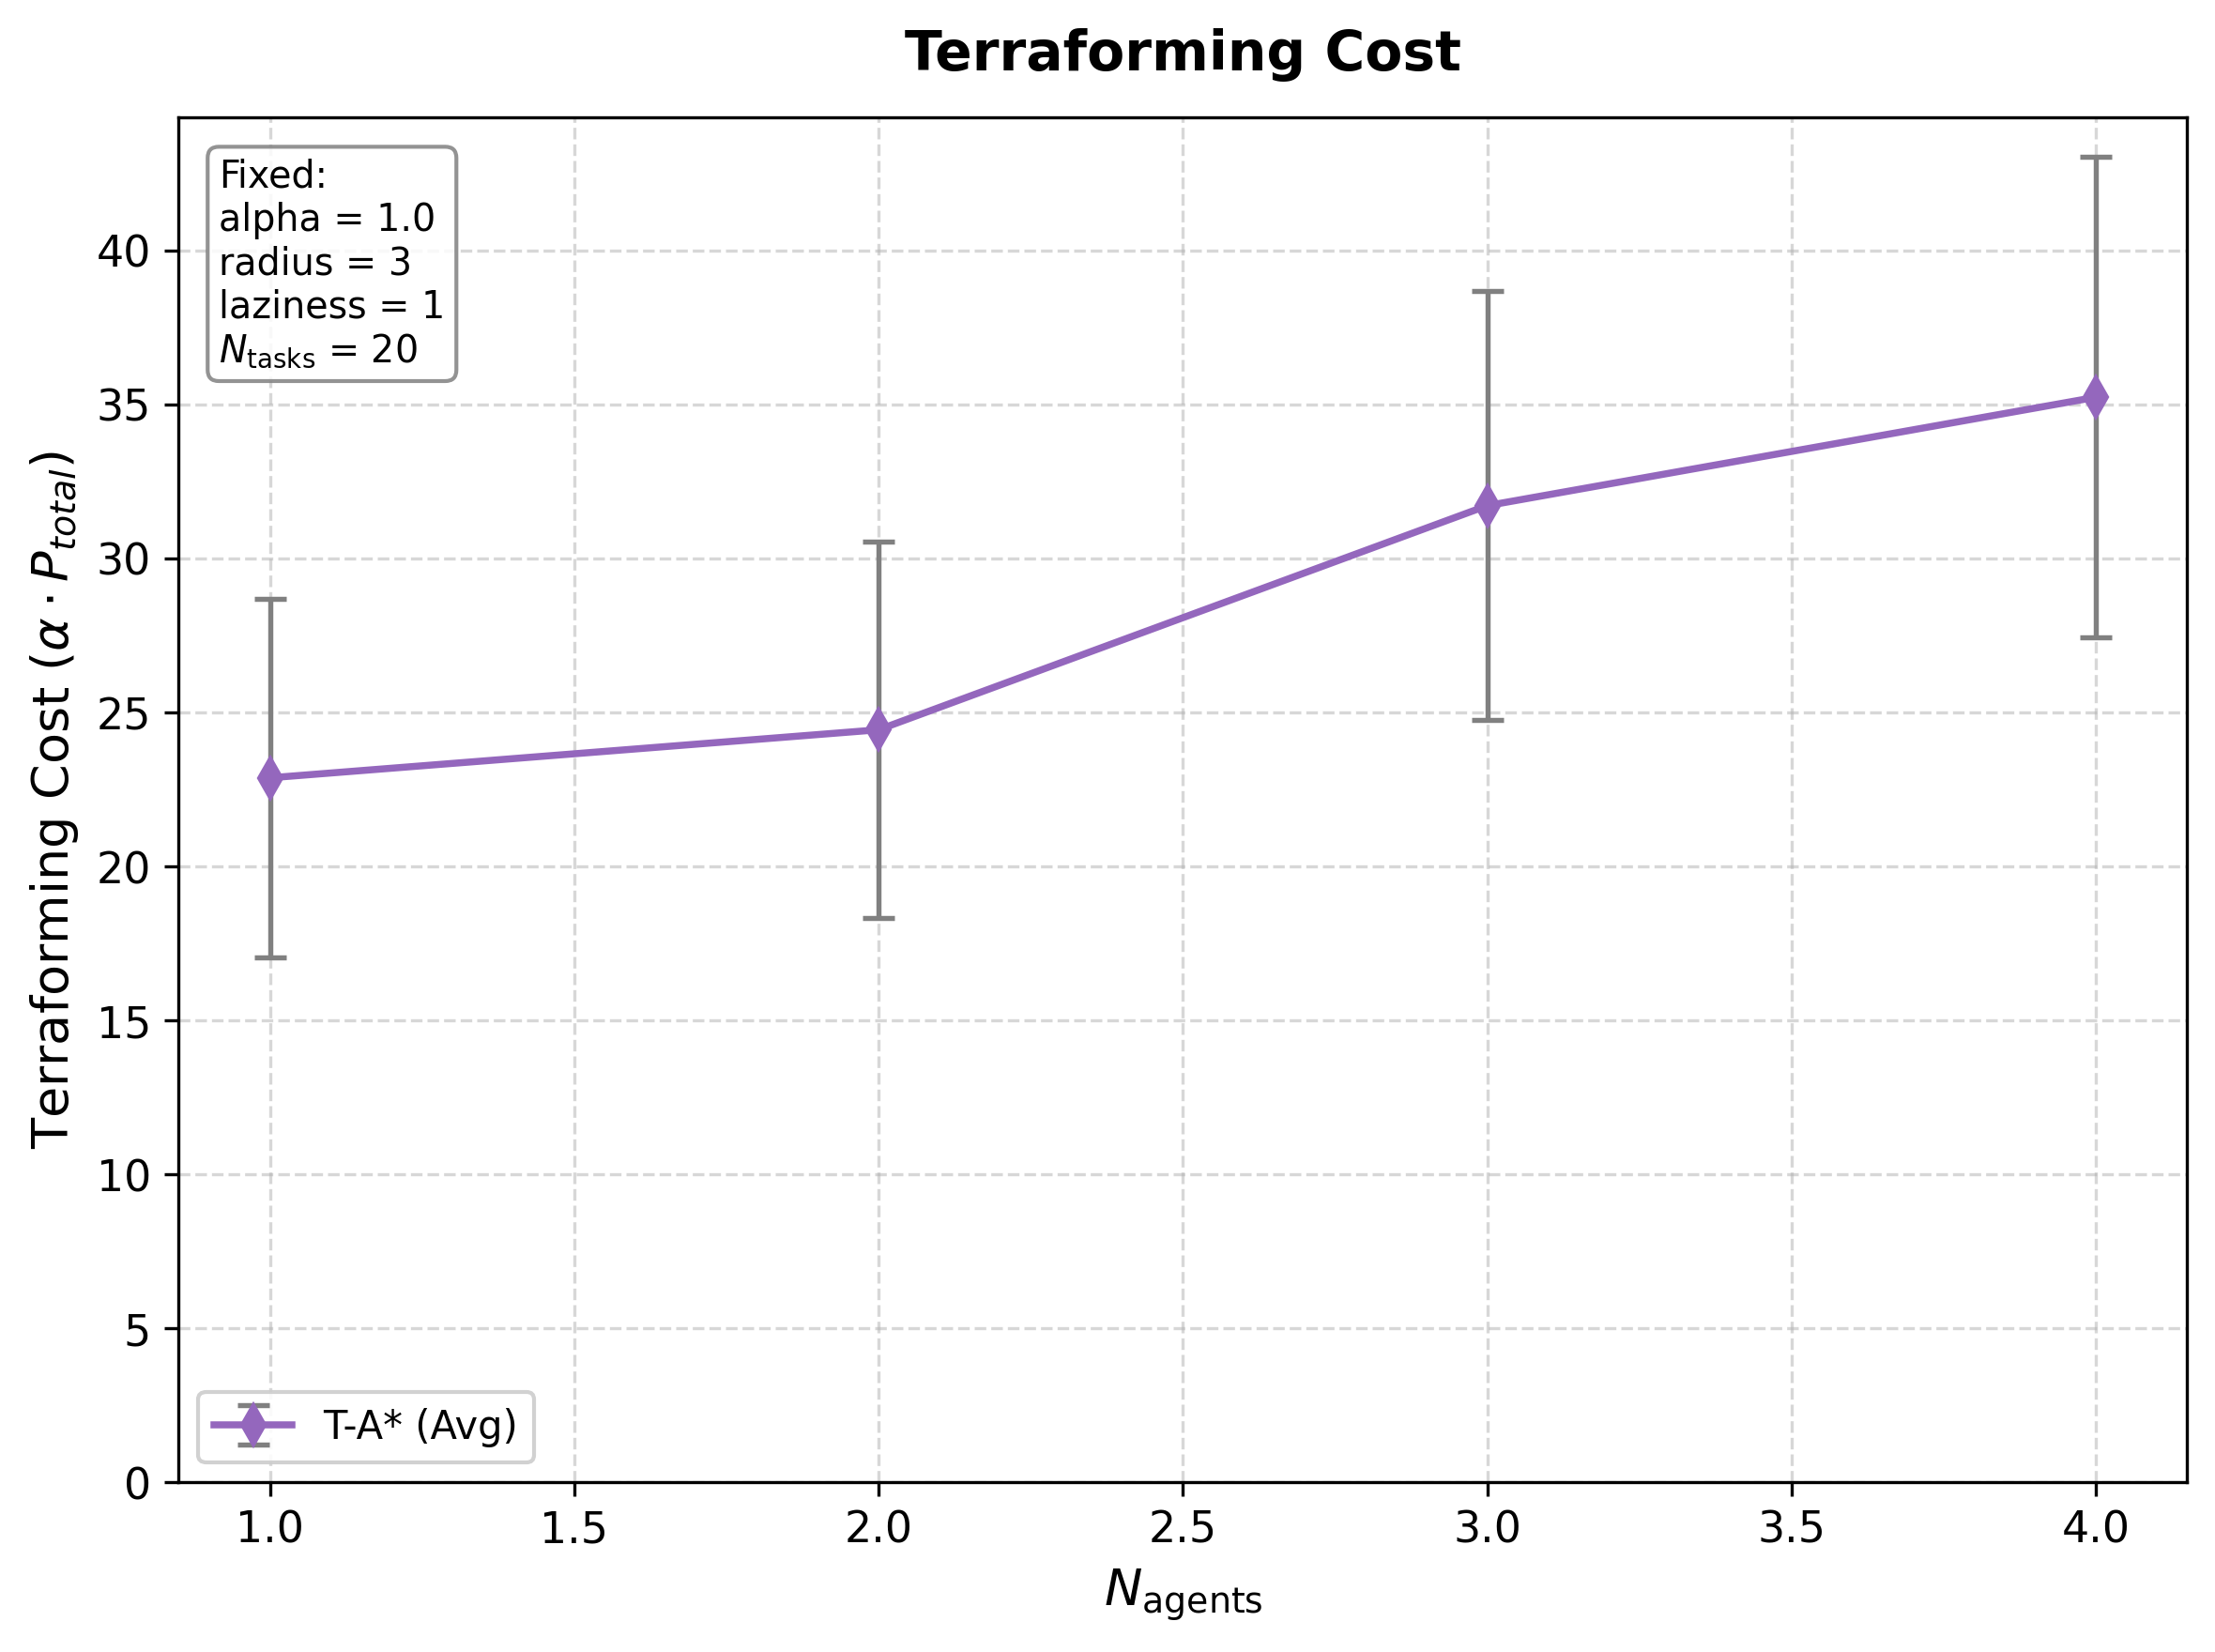 Terraforming Cost
Fixed:
alpha = 1.0
radius = 3
laziness = 1
N_tasks = 20
Terraforming Cost (α · P_total)
40
35
30
25
20
15
10
5
0
T-A* (Avg)
1.0 1.5 2.0 2.5 3.0 3.5 4.0
N_agents